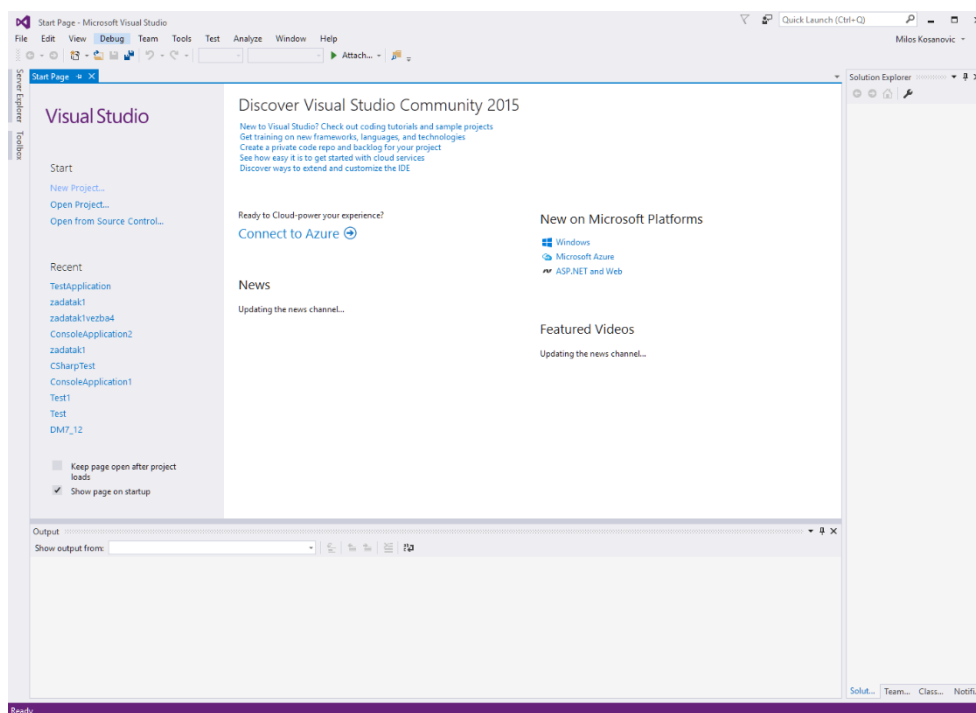 Start Page - Microsoft Visual Studio
Quick Launch (Ctrl+Q)
File Edit View Debug Team Tools Test Analyze Window Help
Milos Kosanovic
Attach...
Server Explorer
Toolbox
Start Page
Solution Explorer
Visual Studio
Start
New Project...
Open Project...
Open from Source Control...
Recent
TestApplication
zadatak1
zadatak1vezba4
ConsoleApplication2
zadatak1
CSharpTest
ConsoleApplication1
Test1
Test
DM7_12
Keep page open after project
loads
Show page on startup
Discover Visual Studio Community 2015
New to Visual Studio? Check out coding tutorials and sample projects
Get training on new frameworks, languages, and technologies
Create a private code repo and backlog for your project
See how easy it is to get started with cloud services
Discover ways to extend and customize the IDE
Ready to Cloud-power your experience?
Connect to Azure
News
Updating the news channel...
New on Microsoft Platforms
Windows
Microsoft Azure
ASP.NET and Web
Featured Videos
Updating the news channel...
Output
Show output from:
Solut... Team... Class... Notifi
Ready